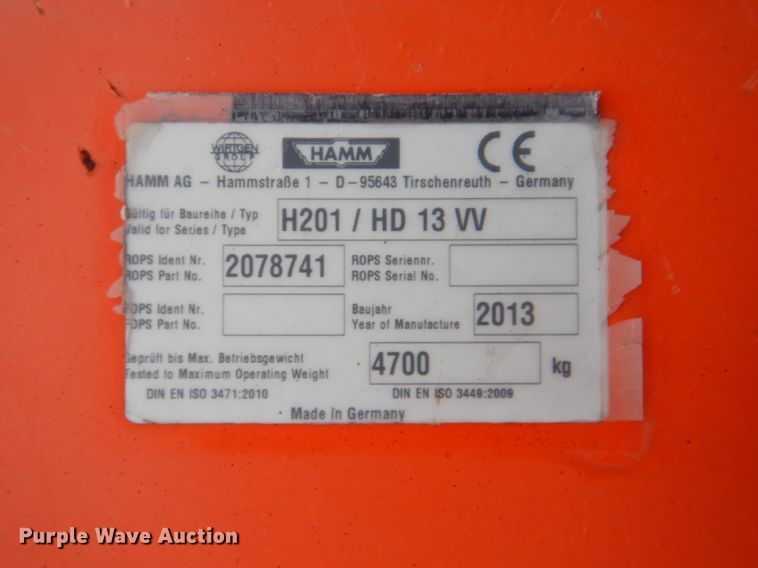 WIRTGEN GROUP HAMM CE
HAMM AG – Hammstraße 1 – D–95643 Tirschenreuth – Germany
Gültig für Baureihe / Typ
Valid for Series / Type
H201 / HD 13 VV
ROPS Ident Nr.
ROPS Part No.
2078741
ROPS Seriennr.
ROPS Serial No.
FOPS Ident Nr.
FOPS Part No.
Baujahr
Year of Manufacture
2013
Geprüft bis Max. Betriebsgewicht
Tested to Maximum Operating Weight
4700 kg
DIN EN ISO 3471:2010 DIN EN ISO 3449:2009
Made in Germany
Purple Wave Auction